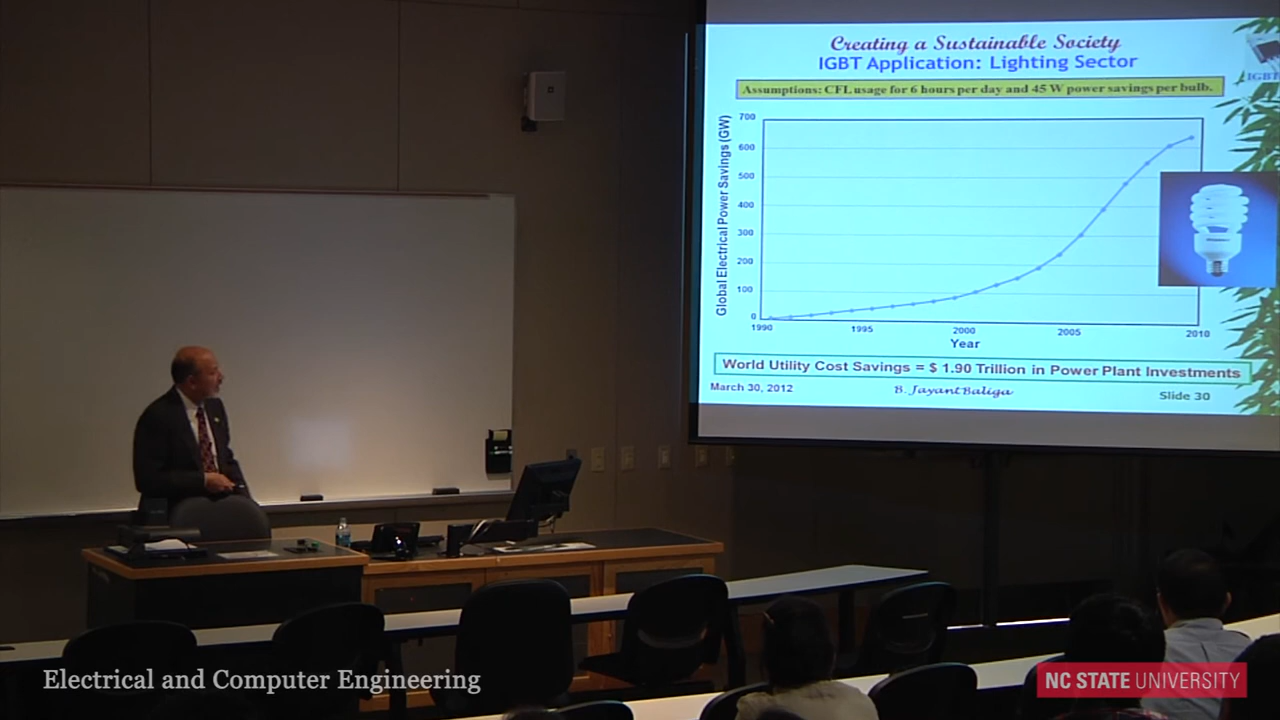 Creating a Sustainable Society
IGBT Application: Lighting Sector
IGBT
Assumptions: CFL usage for 6 hours per day and 45 W power savings per bulb.
Global Electrical Power Savings (GW)
700
600
500
400
300
200
100
0
1990
1995
2000
2005
2010
Year
World Utility Cost Savings = $ 1.90 Trillion in Power Plant Investments
March 30, 2012
B. Jayant Baliga
Slide 30
Electrical and Computer Engineering
NC STATE UNIVERSITY